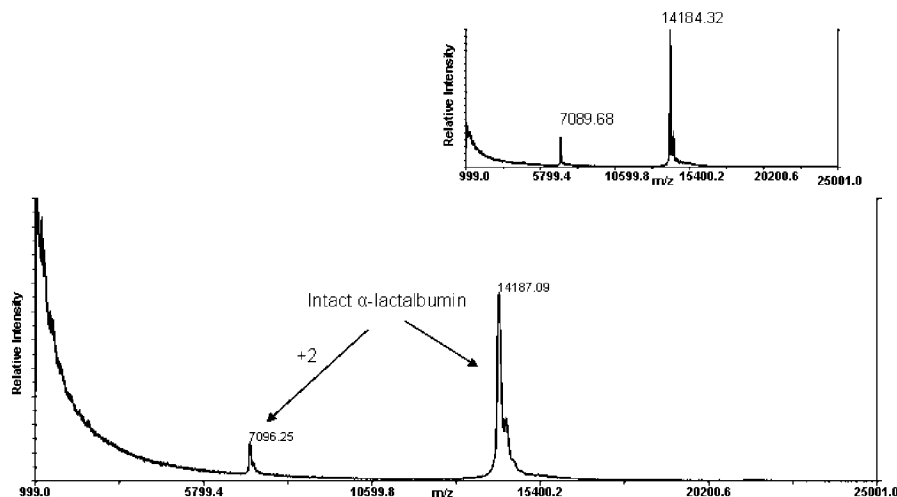 14184.32
Relative Intensity
7089.68
999.0 5799.4 10599.8 m/z 15400.2 20200.6 25001.0
Relative Intensity
Intact α-lactalbumin
14187.09
+2
7096.25
999.0 5799.4 10599.8 m/z 15400.2 20200.6 25001.0